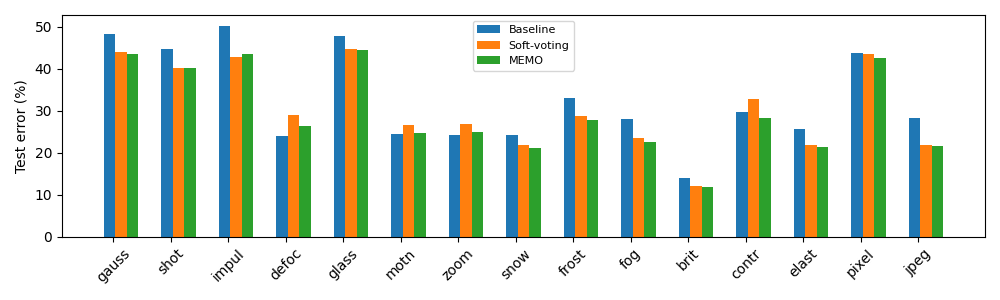 Test error (%)
50
40
30
20
10
0
Baseline
Soft-voting
MEMO
gauss
shot
impul
defoc
glass
motn
zoom
snow
frost
fog
brit
contr
elast
pixel
jpeg